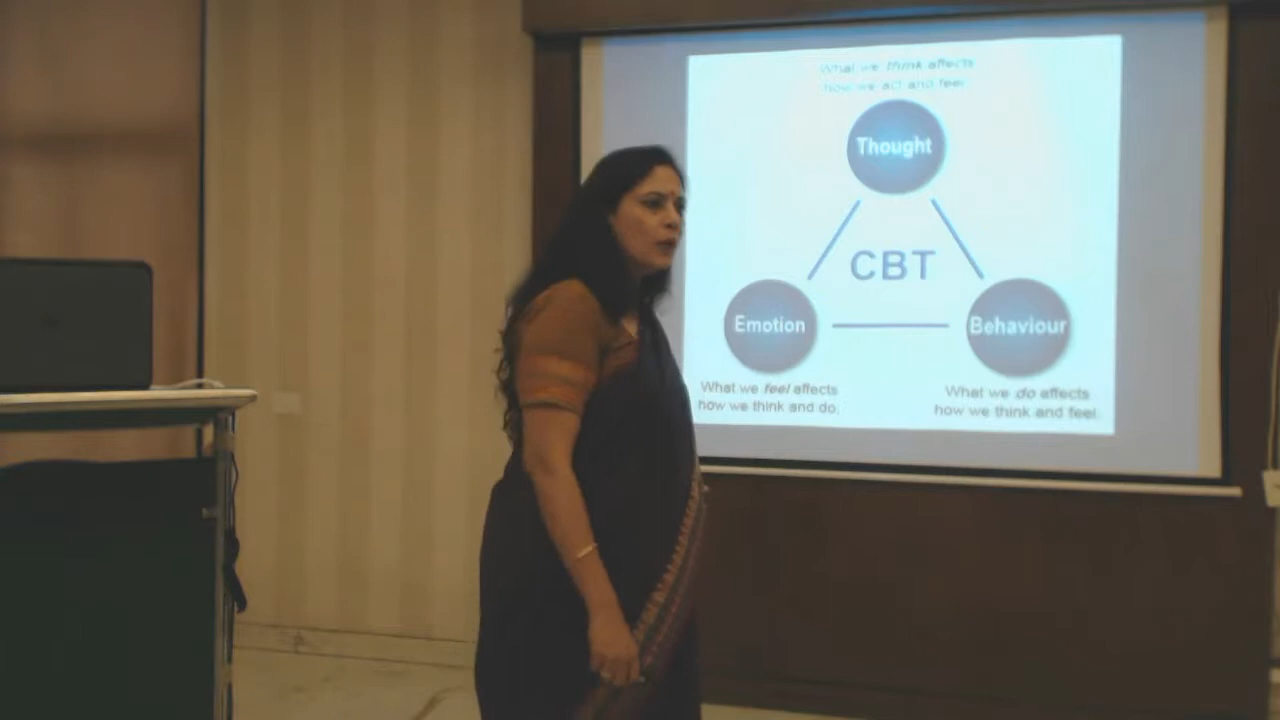 What we think affects
how we act and feel.
Thought
CBT
Emotion
Behaviour
What we feel affects
how we think and do.
What we do affects
how we think and feel.